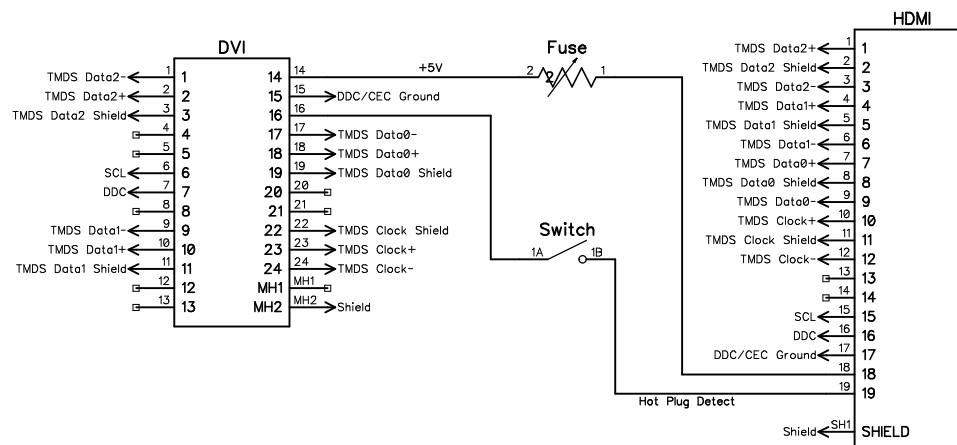 HDMI
DVI
Fuse
TMDS Data2+ 1 1
TMDS Data2 Shield 2 2
TMDS Data2- 3 3
TMDS Data1+ 4 4
TMDS Data1 Shield 5 5
TMDS Data1- 6 6
TMDS Data0+ 7 7
TMDS Data0 Shield 8 8
TMDS Data0- 9 9
TMDS Clock+ 10 10
TMDS Clock Shield 11 11
TMDS Clock- 12 12
13 13
14 14
SCL 15 15
DDC 16 16
DDC/CEC Ground 17 17
18 18
19 19
Hot Plug Detect
Shield SH1 SHIELD
TMDS Data2- 1 1
TMDS Data2+ 2 2
TMDS Data2 Shield 3 3
4 4
5 5
SCL 6 6
DDC 7 7
8 8
TMDS Data1- 9 9
TMDS Data1+ 10 10
TMDS Data1 Shield 11 11
12 12
13 13
14 14 +5V 2 2 1
15 15 DDC/CEC Ground
16 16
17 17 TMDS Data0-
18 18 TMDS Data0+
19 19 TMDS Data0 Shield
20 20
21 21
22 22 TMDS Clock Shield
23 23 TMDS Clock+
24 24 TMDS Clock-
MH1 MH1
MH2 MH2 Shield
Switch
1A 1B